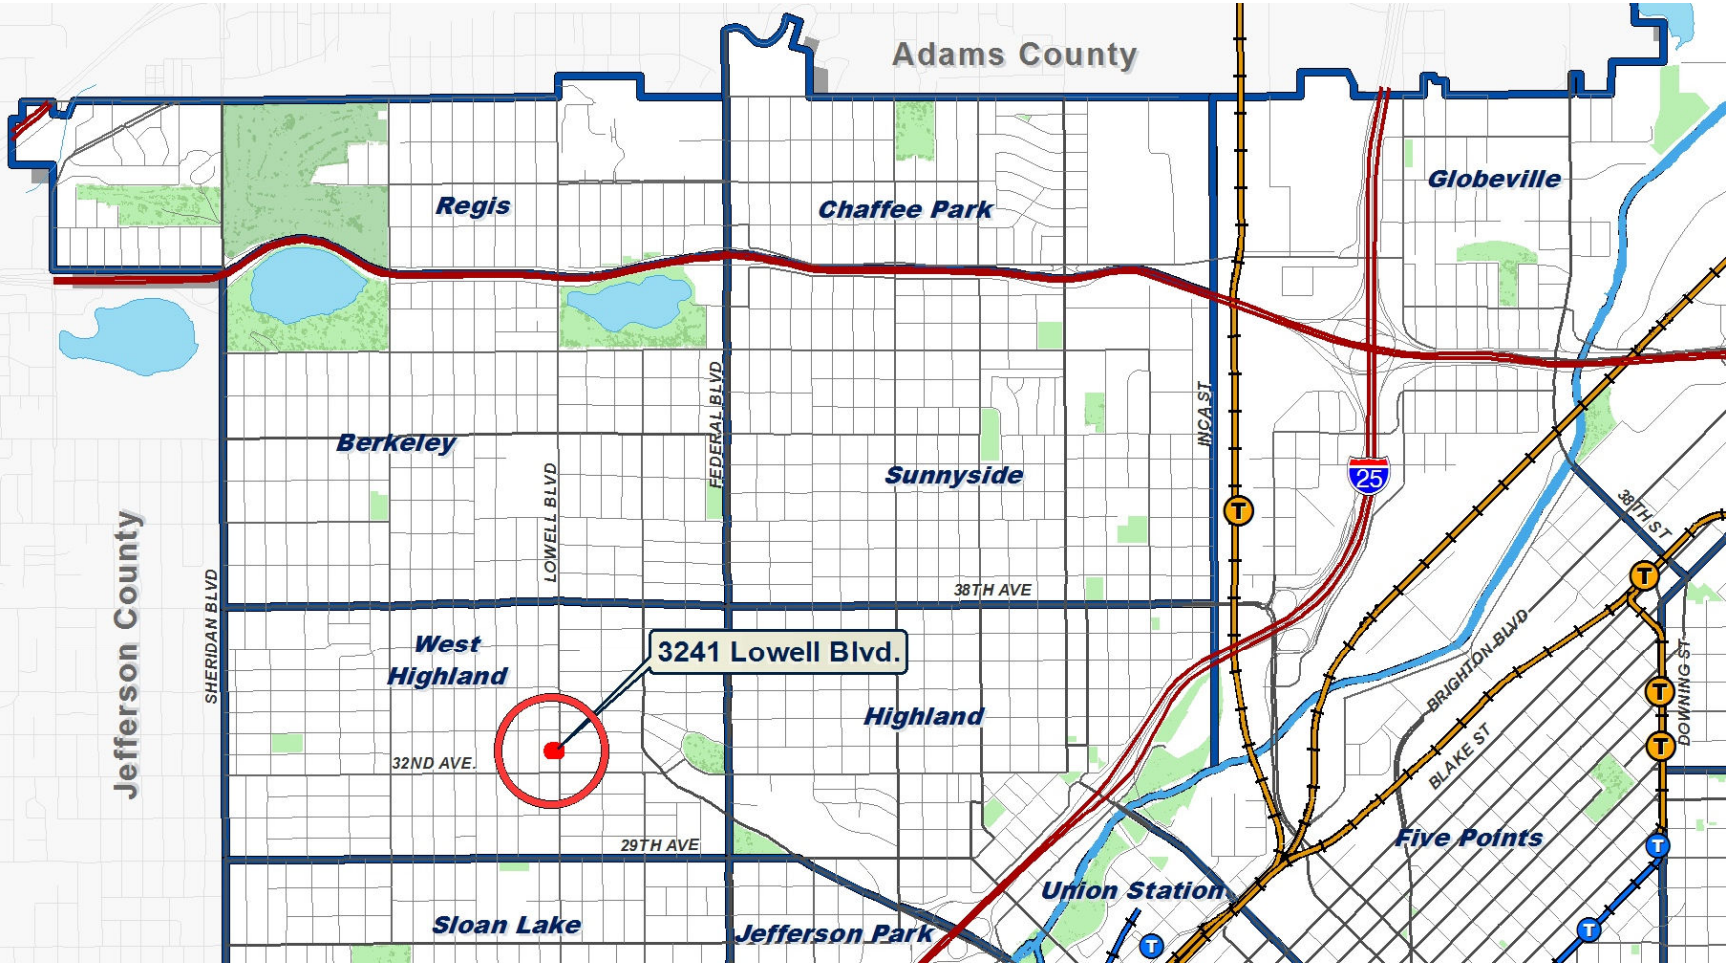 Adams County
Globeville
Regis
Chaffee Park
FEDERAL BLVD
INCA ST
Berkeley
Sunnyside
25
LOWELL BLVD
T
38TH ST
Jefferson County
SHERIDAN BLVD
T
38TH AVE
West
Highland
3241 Lowell Blvd.
BRIGHTON BLVD
DOWNING ST
T
Highland
T
32ND AVE.
BLAKE ST
29TH AVE
Five Points
T
Union Station
Sloan Lake
Jefferson Park
T
T